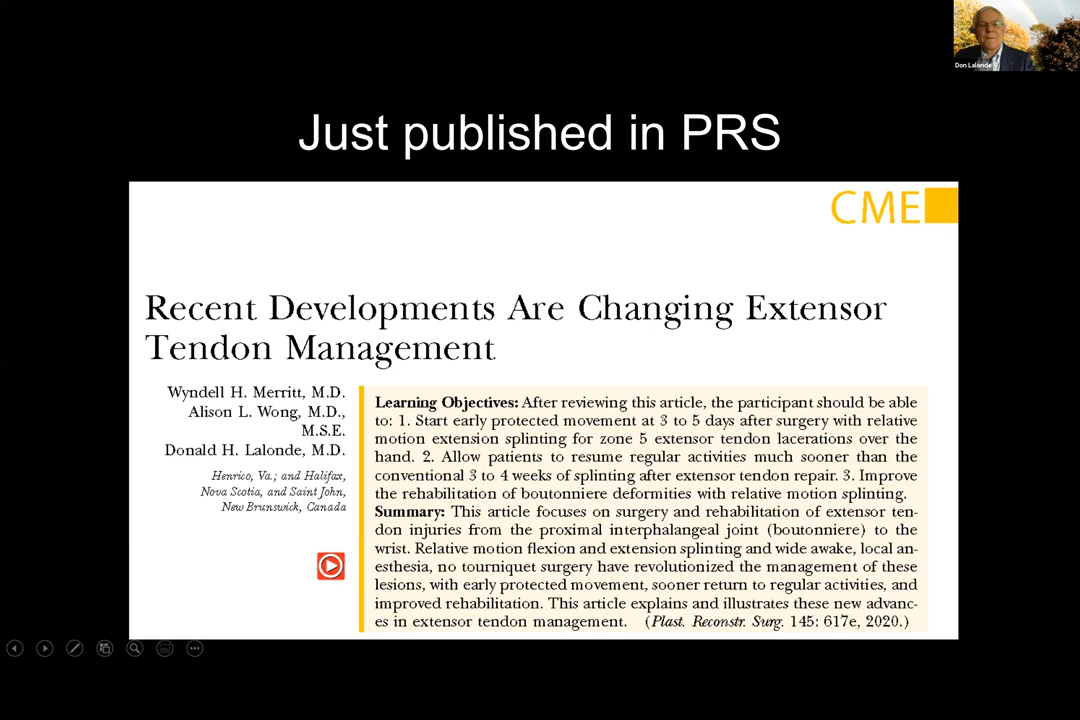 Don Lalonde
Just published in PRS
CME
Recent Developments Are Changing Extensor
Tendon Management
Wyndell H. Merritt, M.D.
Alison L. Wong, M.D.,
M.S.E.
Donald H. Lalonde, M.D.
Henrico, Va.; and Halifax,
Nova Scotia, and Saint John,
New Brunswick, Canada
Learning Objectives: After reviewing this article, the participant should be able
to: 1. Start early protected movement at 3 to 5 days after surgery with relative
motion extension splinting for zone 5 extensor tendon lacerations over the
hand. 2. Allow patients to resume regular activities much sooner than the
conventional 3 to 4 weeks of splinting after extensor tendon repair. 3. Improve
the rehabilitation of boutonniere deformities with relative motion splinting.
Summary: This article focuses on surgery and rehabilitation of extensor ten-
don injuries from the proximal interphalangeal joint (boutonniere) to the
wrist. Relative motion flexion and extension splinting and wide awake, local an-
esthesia, no tourniquet surgery have revolutionized the management of these
lesions, with early protected movement, sooner return to regular activities, and
improved rehabilitation. This article explains and illustrates these new advanc-
es in extensor tendon management. (Plast. Reconstr. Surg. 145: 617e, 2020.)